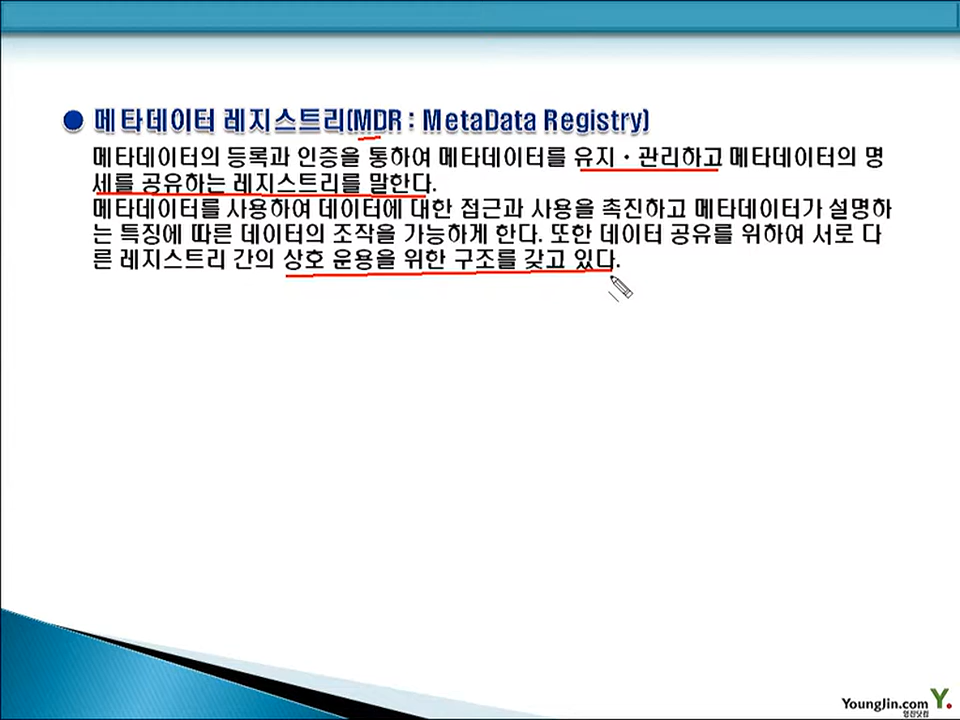 메타데이터 레지스트리(MDR : MetaData Registry)
메타데이터의 등록과 인증을 통하여 메타데이터를 유지·관리하고 메타데이터의 명
세를 공유하는 레지스트리를 말한다.
메타데이터를 사용하여 데이터에 대한 접근과 사용을 촉진하고 메타데이터가 설명하
는 특징에 따른 데이터의 조작을 가능하게 한다. 또한 데이터 공유를 위하여 서로 다
른 레지스트리 간의 상호 운용을 위한 구조를 갖고 있다.
YoungJin.com Y.
영진닷컴